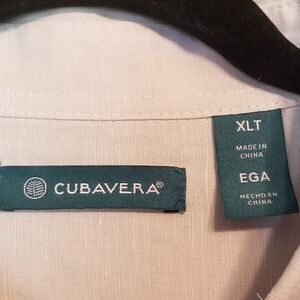 CUBAVERA®
XLT
MADE IN
CHINA
EGA
HECHO EN
CHINA